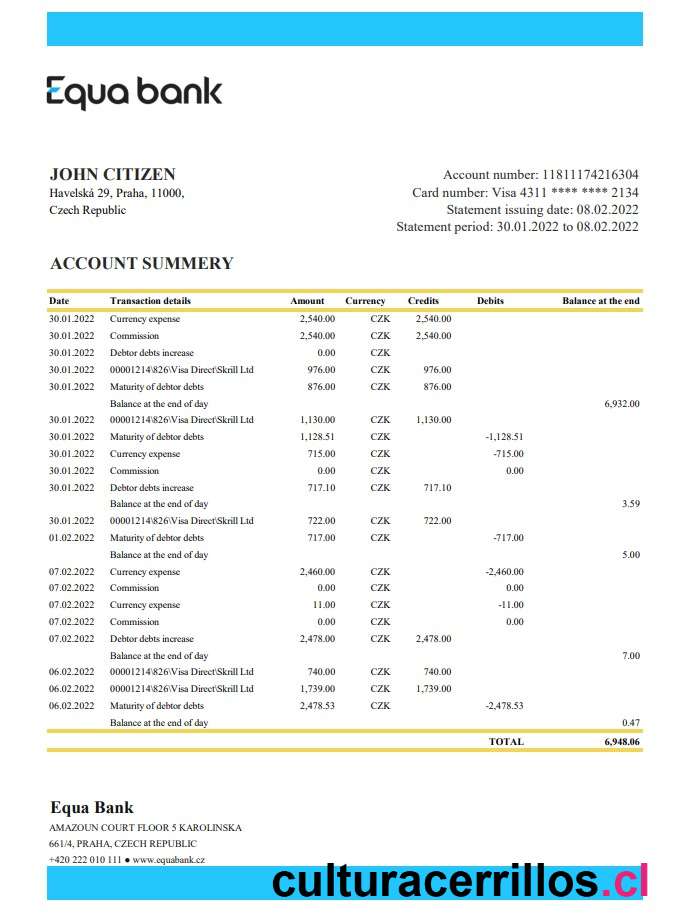 Equa bank
JOHN CITIZEN
Havelská 29, Praha, 11000,
Czech Republic
Account number: 11811174216304
Card number: Visa 4311 **** **** 2134
Statement issuing date: 08.02.2022
Statement period: 30.01.2022 to 08.02.2022
ACCOUNT SUMMERY
Date Transaction details Amount Currency Credits Debits Balance at the end
30.01.2022 Currency expense 2,540.00 CZK 2,540.00
30.01.2022 Commission 2,540.00 CZK 2,540.00
30.01.2022 Debtor debts increase 0.00 CZK
30.01.2022 00001214\826\Visa Direct\Skrill Ltd 976.00 CZK 976.00
30.01.2022 Maturity of debtor debts 876.00 CZK 876.00
Balance at the end of day 6,932.00
30.01.2022 00001214\826\Visa Direct\Skrill Ltd 1,130.00 CZK 1,130.00
30.01.2022 Maturity of debtor debts 1,128.51 CZK -1,128.51
30.01.2022 Currency expense 715.00 CZK -715.00
30.01.2022 Commission 0.00 CZK 0.00
30.01.2022 Debtor debts increase 717.10 CZK 717.10
Balance at the end of day 3.59
30.01.2022 00001214\826\Visa Direct\Skrill Ltd 722.00 CZK 722.00
01.02.2022 Maturity of debtor debts 717.00 CZK -717.00
Balance at the end of day 5.00
07.02.2022 Currency expense 2,460.00 CZK -2,460.00
07.02.2022 Commission 0.00 CZK 0.00
07.02.2022 Currency expense 11.00 CZK -11.00
07.02.2022 Commission 0.00 CZK 0.00
07.02.2022 Debtor debts increase 2,478.00 CZK 2,478.00
Balance at the end of day 7.00
06.02.2022 00001214\826\Visa Direct\Skrill Ltd 740.00 CZK 740.00
06.02.2022 00001214\826\Visa Direct\Skrill Ltd 1,739.00 CZK 1,739.00
06.02.2022 Maturity of debtor debts 2,478.53 CZK -2,478.53
Balance at the end of day 0.47
TOTAL 6,948.06
Equa Bank
AMAZOUN COURT FLOOR 5 KAROLINSKA
661/4, PRAHA, CZECH REPUBLIC
+420 222 010 111 ● www.equabank.cz
culturacerrillos.cl